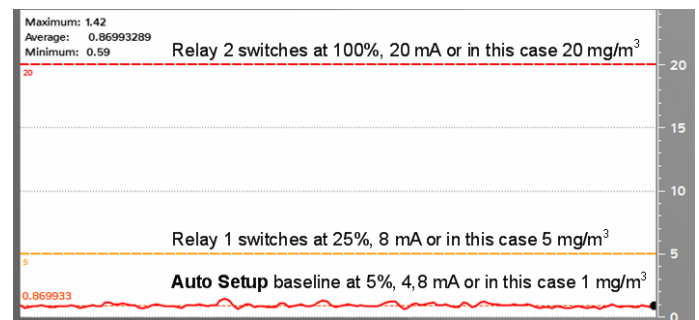 Maximum: 1.42
Average: 0.86993289
Minimum: 0.59
Relay 2 switches at 100%, 20 mA or in this case 20 mg/m³
20
20
15
10
Relay 1 switches at 25%, 8 mA or in this case 5 mg/m³
5
5
Auto Setup baseline at 5%, 4,8 mA or in this case 1 mg/m³
0.869933
0